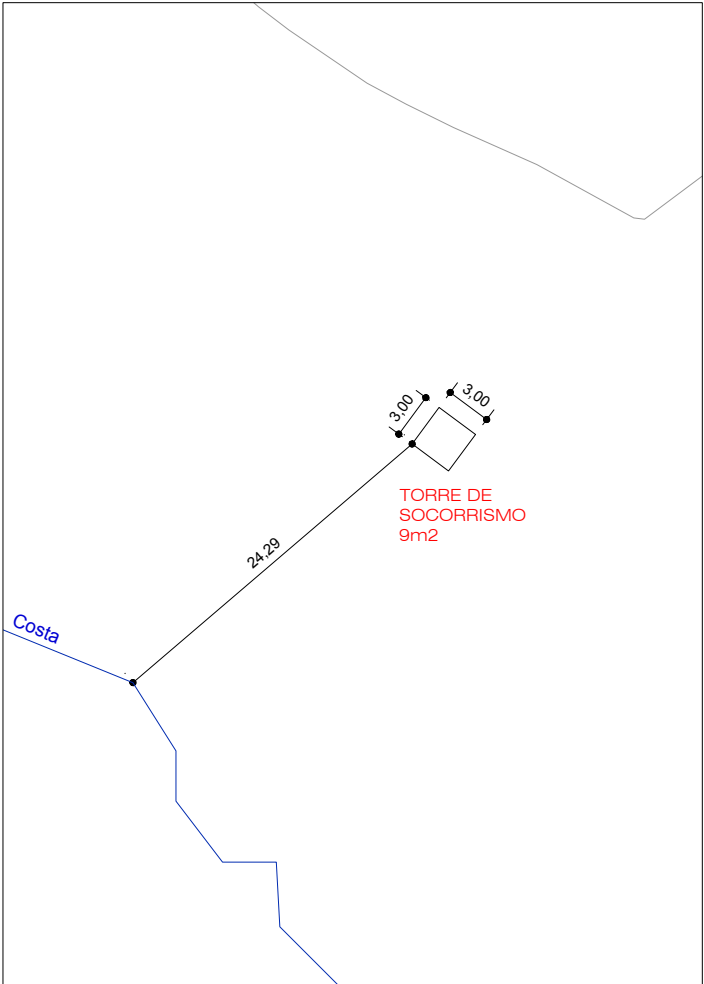 3,00
3,00
TORRE DE
SOCORRISMO
9m2
24,29
Costa